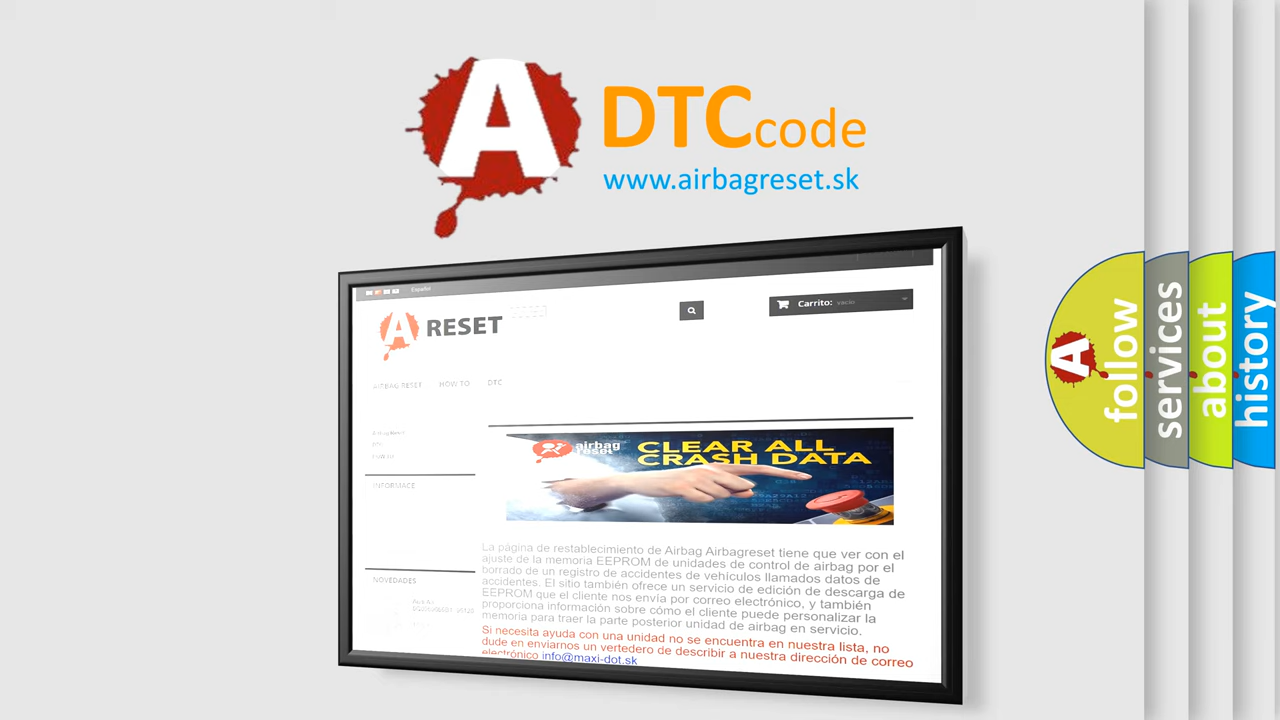 A DTCcode
www.airbagreset.sk
Español
A RESET
Carrito: vacío
AIRBAG RESET HOW TO DTC
INFORMACE
airbag
reset
CLEAR ALL
CRASH DATA
La página de restablecimiento de Airbag Airbagreset tiene que ver con el
ajuste de la memoria EEPROM de unidades de control de airbag por el
borrado de un registro de accidentes de vehículos llamados datos de
accidentes. El sitio también ofrece un servicio de edición de descarga de
EEPROM que el cliente nos envía por correo electrónico, y también
proporciona información sobre cómo el cliente puede personalizar la
memoria para traer la parte posterior unidad de airbag en servicio.
Si necesita ayuda con una unidad no se encuentra en nuestra lista, no
dude en enviarnos un vertedero de describir a nuestra dirección de correo
electrónico info@maxi-dot.sk
NOVEDADES
A follow
services
about
history